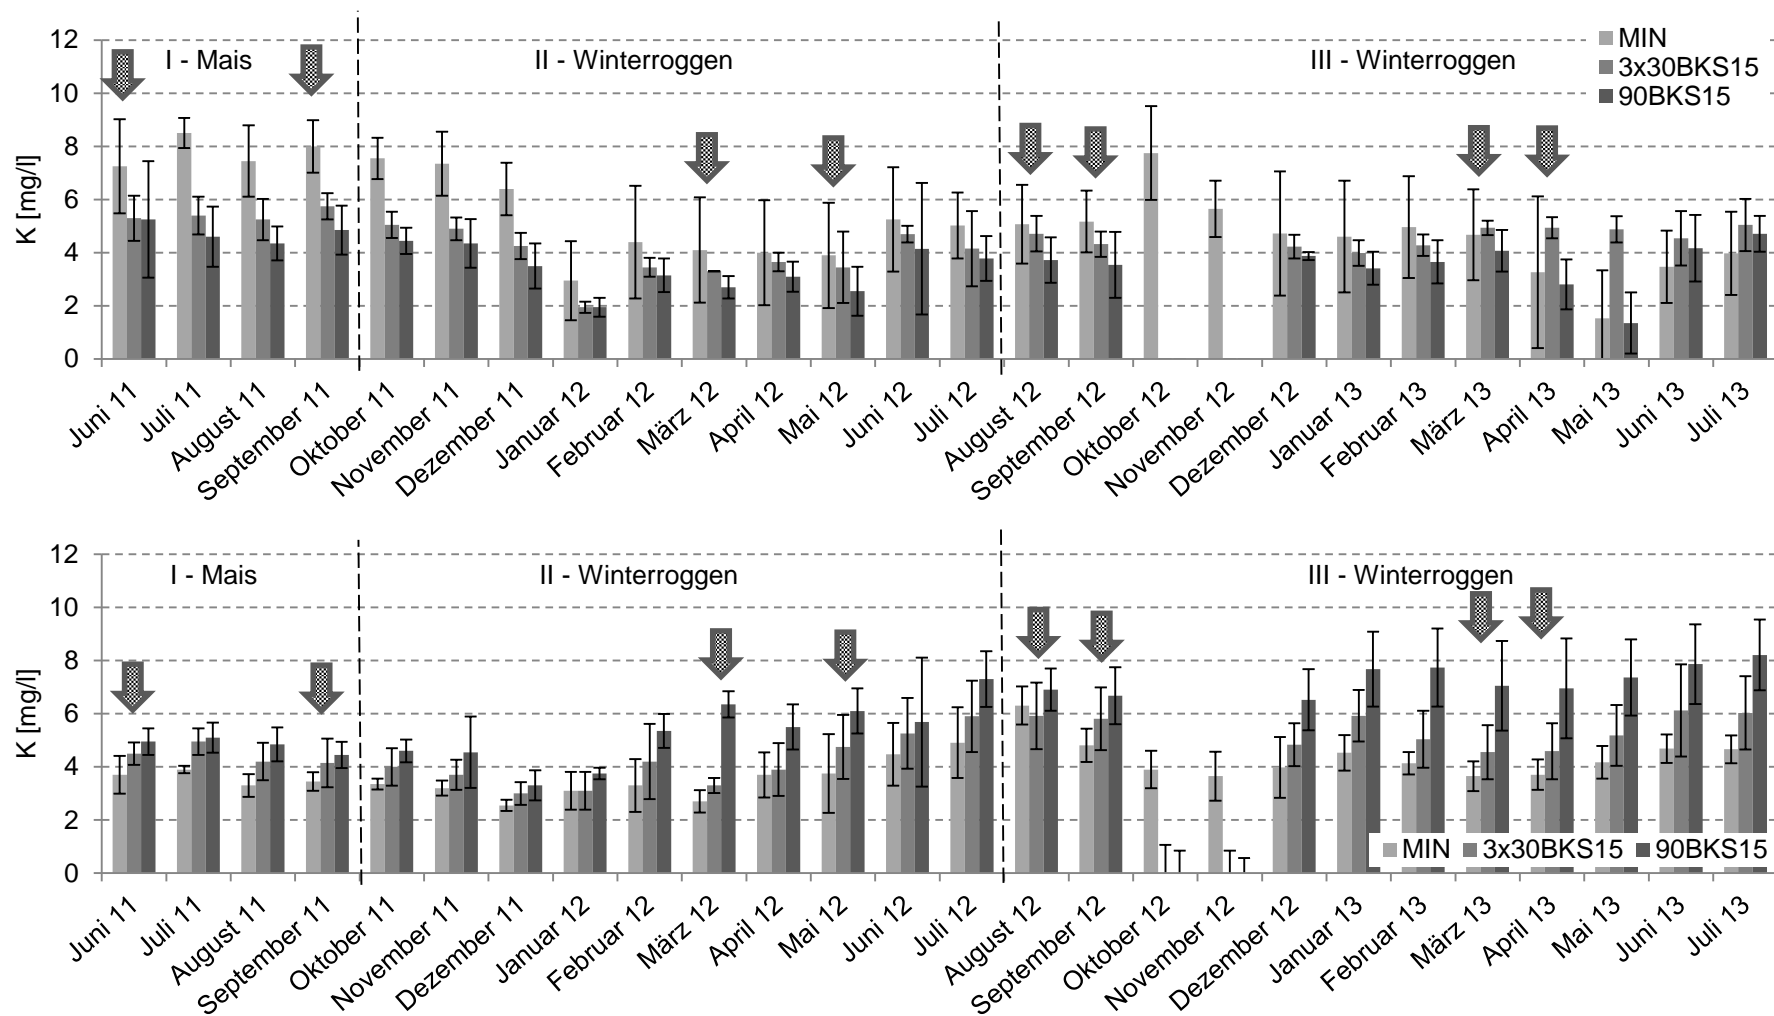 I - Mais
II - Winterroggen
III - Winterroggen
MIN
3x30BKS15
90BKS15
K [mg/l]
12
10
8
6
4
2
0
Juni 11
Juli 11
August 11
September 11
Oktober 11
November 11
Dezember 11
Januar 12
Februar 12
März 12
April 12
Mai 12
Juni 12
Juli 12
August 12
September 12
Oktober 12
November 12
Dezember 12
Januar 13
Februar 13
März 13
April 13
Mai 13
Juni 13
Juli 13
I - Mais
II - Winterroggen
III - Winterroggen
K [mg/l]
12
10
8
6
4
2
0
MIN 3x30BKS15 90BKS15
Juni 11
Juli 11
August 11
September 11
Oktober 11
November 11
Dezember 11
Januar 12
Februar 12
März 12
April 12
Mai 12
Juni 12
Juli 12
August 12
September 12
Oktober 12
November 12
Dezember 12
Januar 13
Februar 13
März 13
April 13
Mai 13
Juni 13
Juli 13